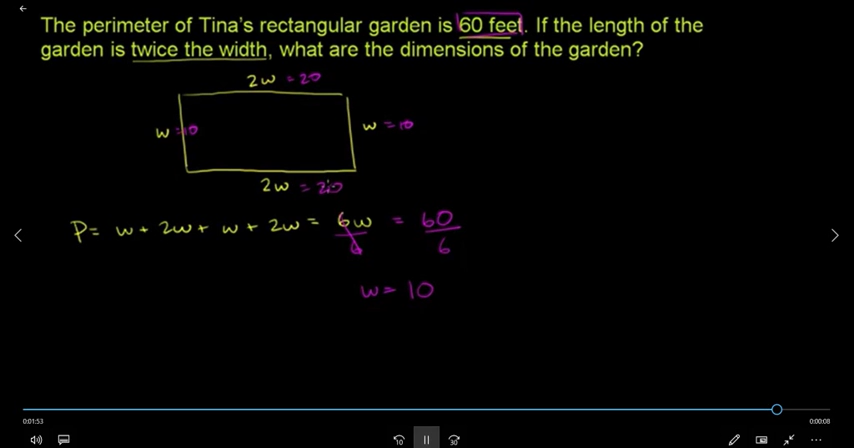 The perimeter of Tina's rectangular garden is 60 feet. If the length of the
garden is twice the width, what are the dimensions of the garden?
2w = 20
w = 10
w = 10
2w = 20
P = w + 2w + w + 2w = 6w/6 = 60/6
w = 10
0:01:53
0:00:08
10
30